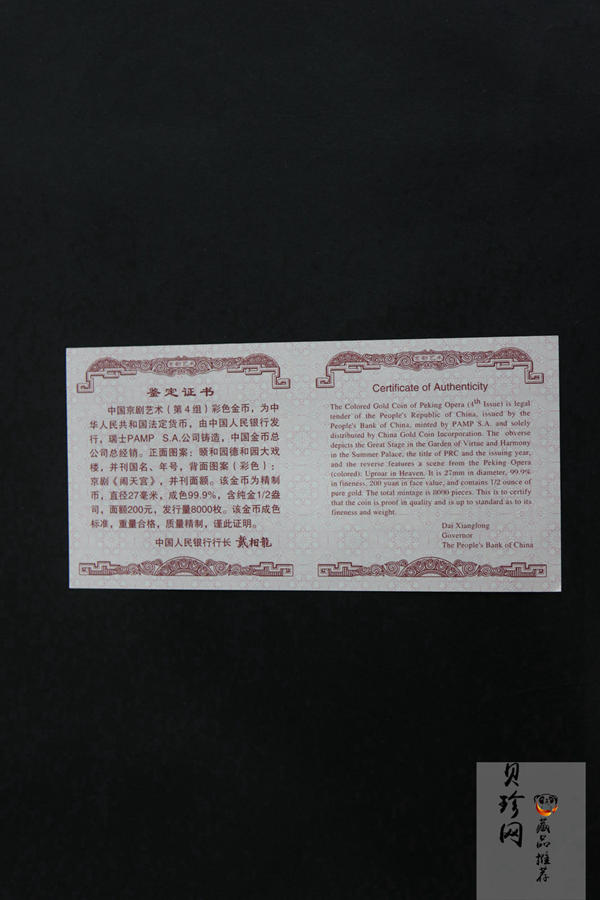 鉴定证书
中国京剧艺术（第4组）彩色金币，为中
华人民共和国法定货币，由中国人民银行发
行，瑞士PAMP S.A.公司铸造，中国金币总
公司总经销。正面图案：颐和园德和园大戏
楼，并刊国名、年号，背面图案（彩色）：
京剧《闹天宫》，并刊面额。该金币为精制
币，直径27毫米，成色99.9%，含纯金1/2盎
司，面额200元，发行量8000枚。该金币成色
标准，重量合格，质量精制，谨此证明。
中国人民银行行长 戴相龍
Certificate of Authenticity
The Colored Gold Coin of Peking Opera (4th Issue) is legal
tender of the People's Republic of China, issued by the
People's Bank of China, minted by PAMP S.A. and solely
distributed by China Gold Coin Incorporation. The obverse
depicts the Great Stage in the Garden of Virtue and Harmony
in the Summer Palace, the title of PRC and the issuing year,
and the reverse features a scene from the Peking Opera
(colored): Uproar in Heaven. It is 27mm in diameter, 99.9%
in fineness, 200 yuan in face value, and contains 1/2 ounce of
pure gold. The total mintage is 8000 pieces. This is to certify
that the coin is proof in quality and is up to standard as to its
fineness and weight.
Dai Xianglong
Governor
The People's Bank of China
贝珍网
藏品推荐